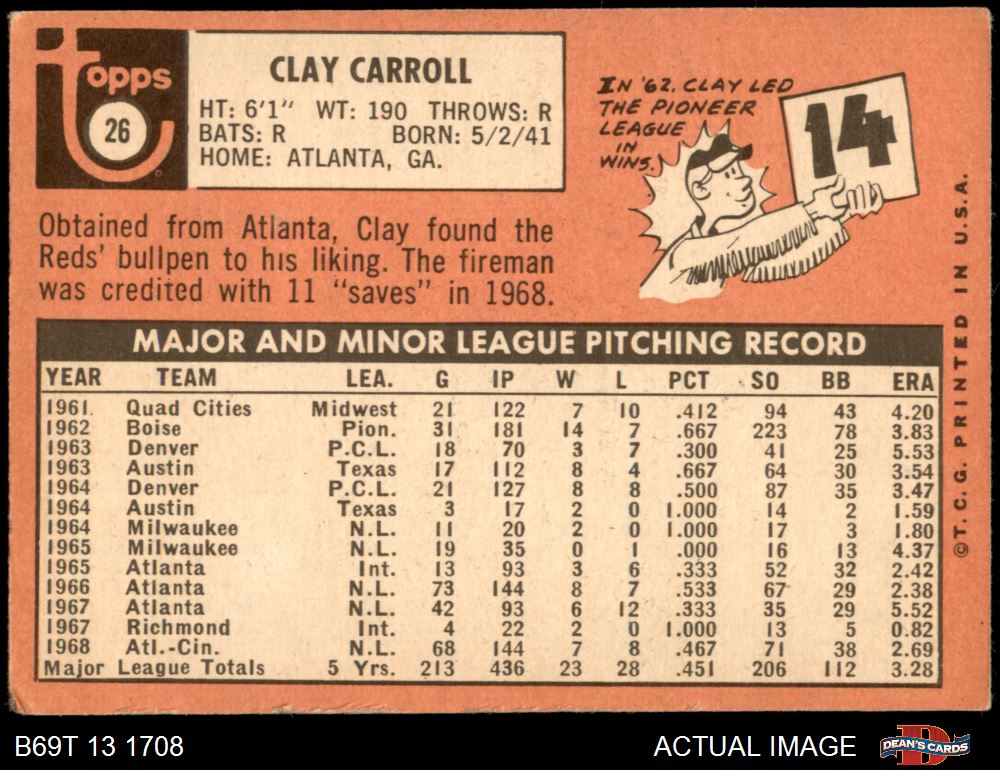 topps
26
CLAY CARROLL
HT: 6'1" WT: 190 THROWS: R
BATS: R BORN: 5/2/41
HOME: ATLANTA, GA.
IN '62, CLAY LED
THE PIONEER
LEAGUE
IN
WINS.
14
Obtained from Atlanta, Clay found the
Reds' bullpen to his liking. The fireman
was credited with 11 "saves" in 1968.
MAJOR AND MINOR LEAGUE PITCHING RECORD
YEAR TEAM LEA. G IP W L PCT SO BB ERA
1961 Quad Cities Midwest 21 122 7 10 .412 94 43 4.20
1962 Boise Pion. 31 181 14 7 .667 223 78 3.83
1963 Denver P.C.L. 18 70 3 7 .300 41 25 5.53
1963 Austin Texas 17 112 8 4 .667 64 30 3.54
1964 Denver P.C.L. 21 127 8 8 .500 87 35 3.47
1964 Austin Texas 3 17 2 0 1.000 14 2 1.59
1964 Milwaukee N.L. 11 20 2 0 1.000 17 3 1.80
1965 Milwaukee N.L. 19 35 0 1 .000 16 13 4.37
1965 Atlanta Int. 13 93 3 6 .333 52 32 2.42
1966 Atlanta N.L. 73 144 8 7 .533 67 29 2.38
1967 Atlanta N.L. 42 93 6 12 .333 35 29 5.52
1967 Richmond Int. 4 22 2 0 1.000 13 5 0.82
1968 Atl.-Cin. N.L. 68 144 7 8 .467 71 38 2.69
Major League Totals 5 Yrs. 213 436 23 28 .451 206 112 3.28
©T.C.G. PRINTED IN U.S.A.
B69T 13 1708
ACTUAL IMAGE
D
DEAN'S CARDS